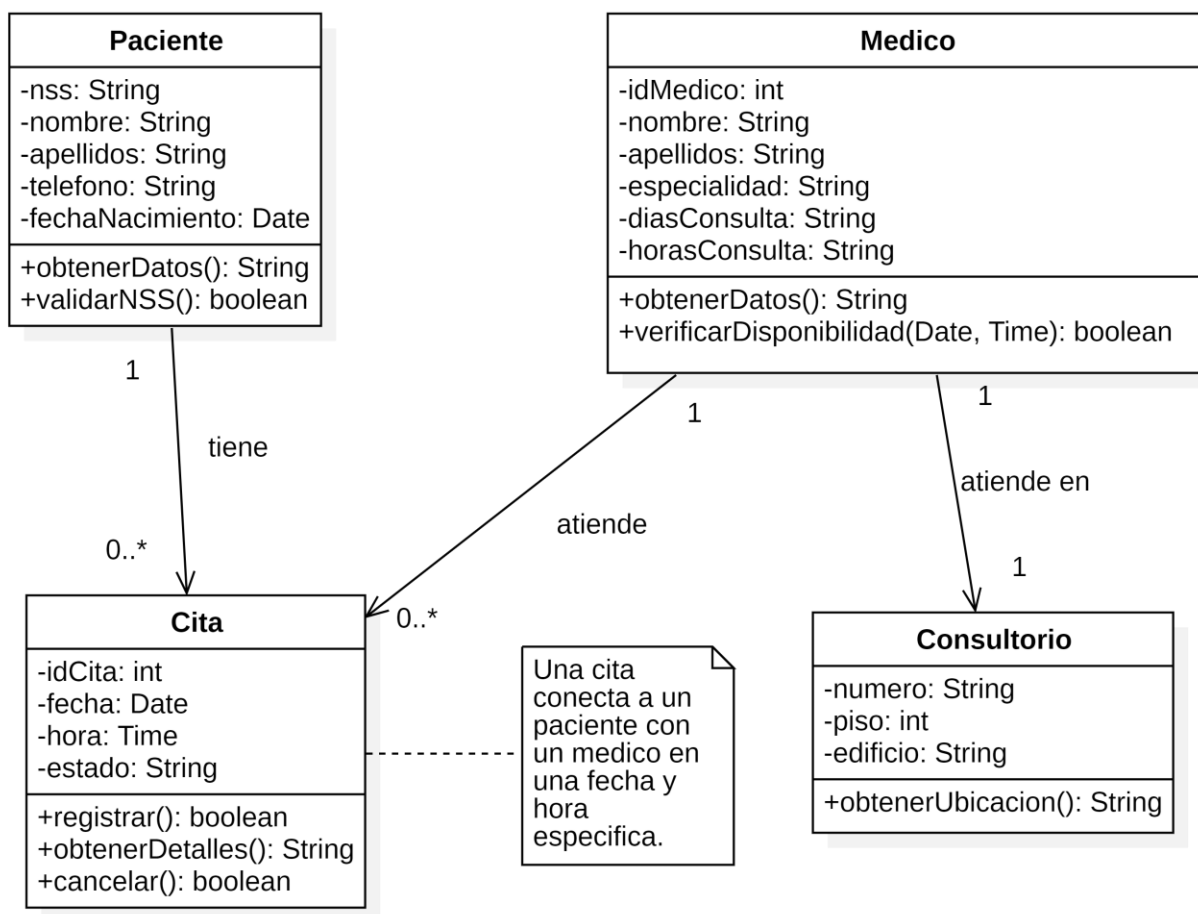 Paciente
-nss: String
-nombre: String
-apellidos: String
-telefono: String
-fechaNacimiento: Date
+obtenerDatos(): String
+validarNSS(): boolean
Medico
-idMedico: int
-nombre: String
-apellidos: String
-especialidad: String
-diasConsulta: String
-horasConsulta: String
+obtenerDatos(): String
+verificarDisponibilidad(Date, Time): boolean
1
tiene
0..*
1
atiende
0..*
1
atiende en
1
Cita
-idCita: int
-fecha: Date
-hora: Time
-estado: String
+registrar(): boolean
+obtenerDetalles(): String
+cancelar(): boolean
Una cita
conecta a un
paciente con
un medico en
una fecha y
hora
especifica.
Consultorio
-numero: String
-piso: int
-edificio: String
+obtenerUbicacion(): String